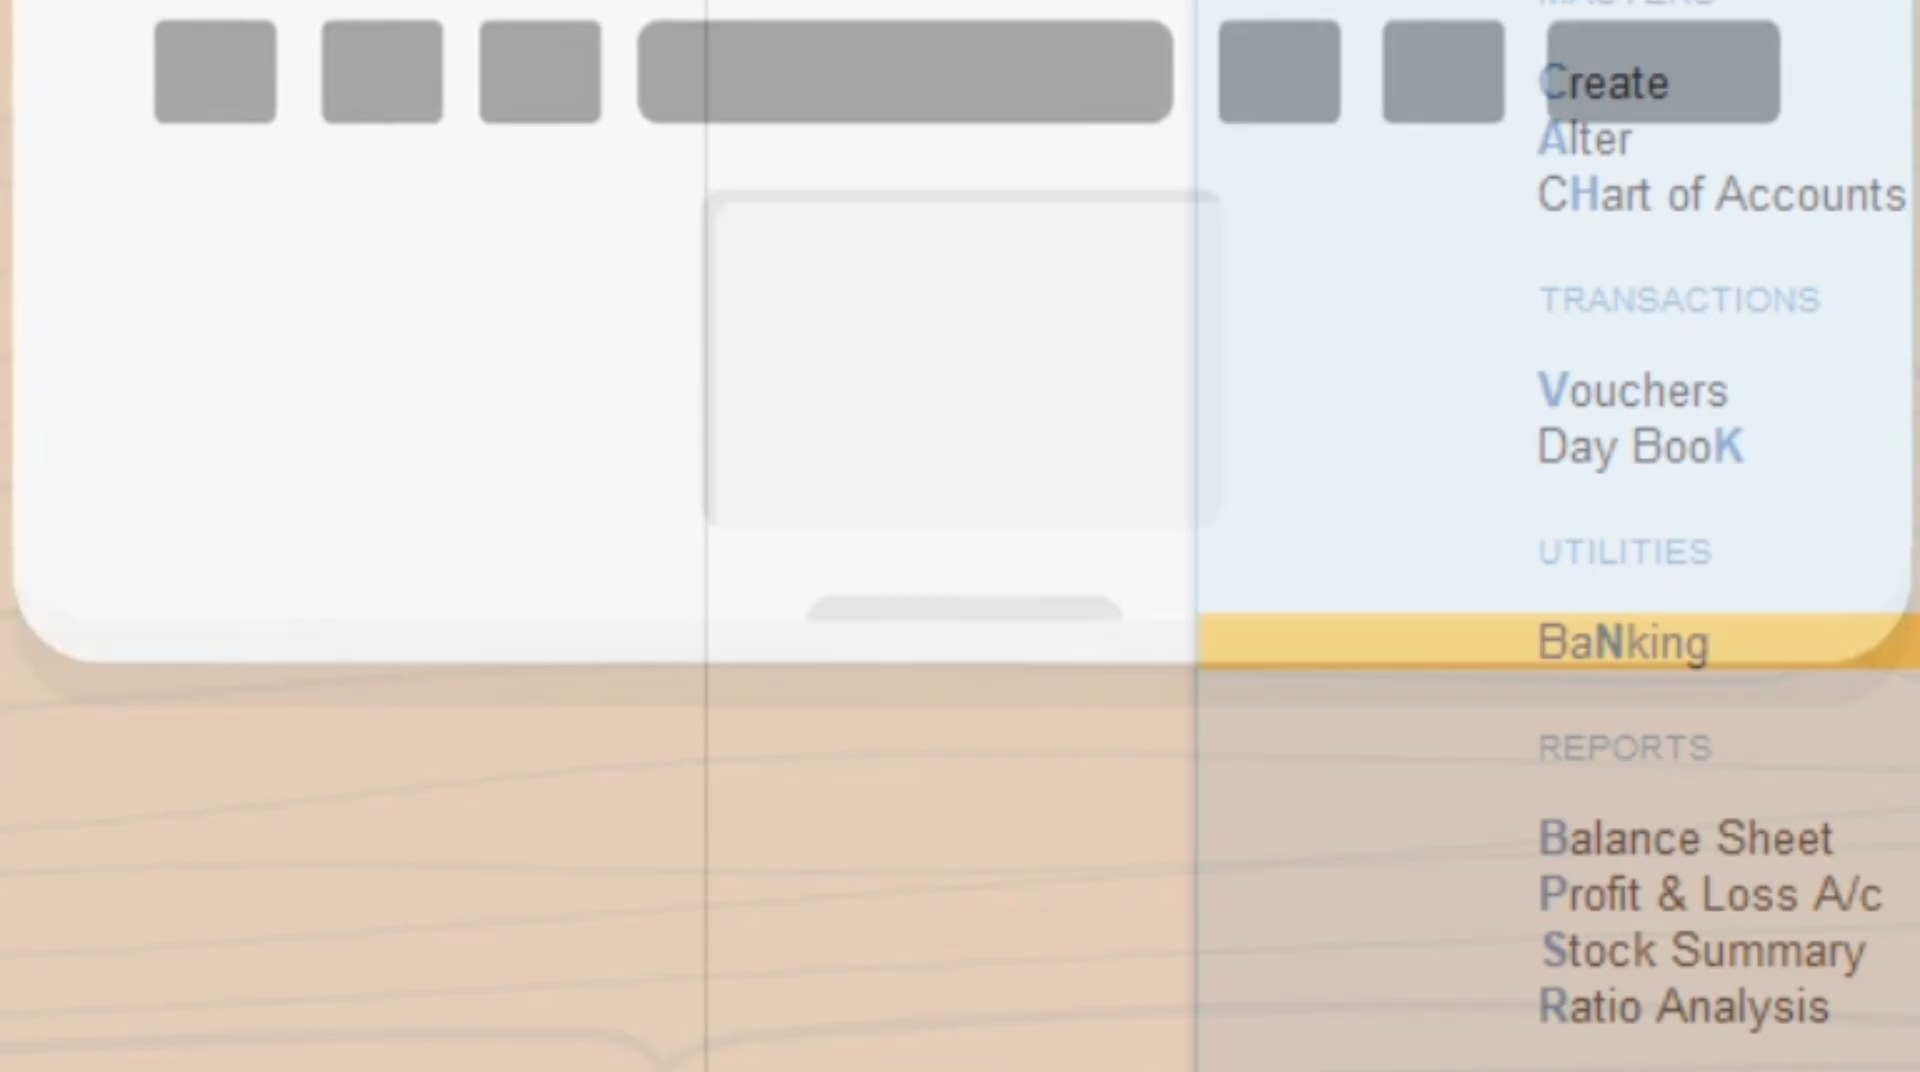 MASTERS
Create
Alter
CHart of Accounts
TRANSACTIONS
Vouchers
Day BooK
UTILITIES
BaNking
REPORTS
Balance Sheet
Profit & Loss A/c
Stock Summary
Ratio Analysis